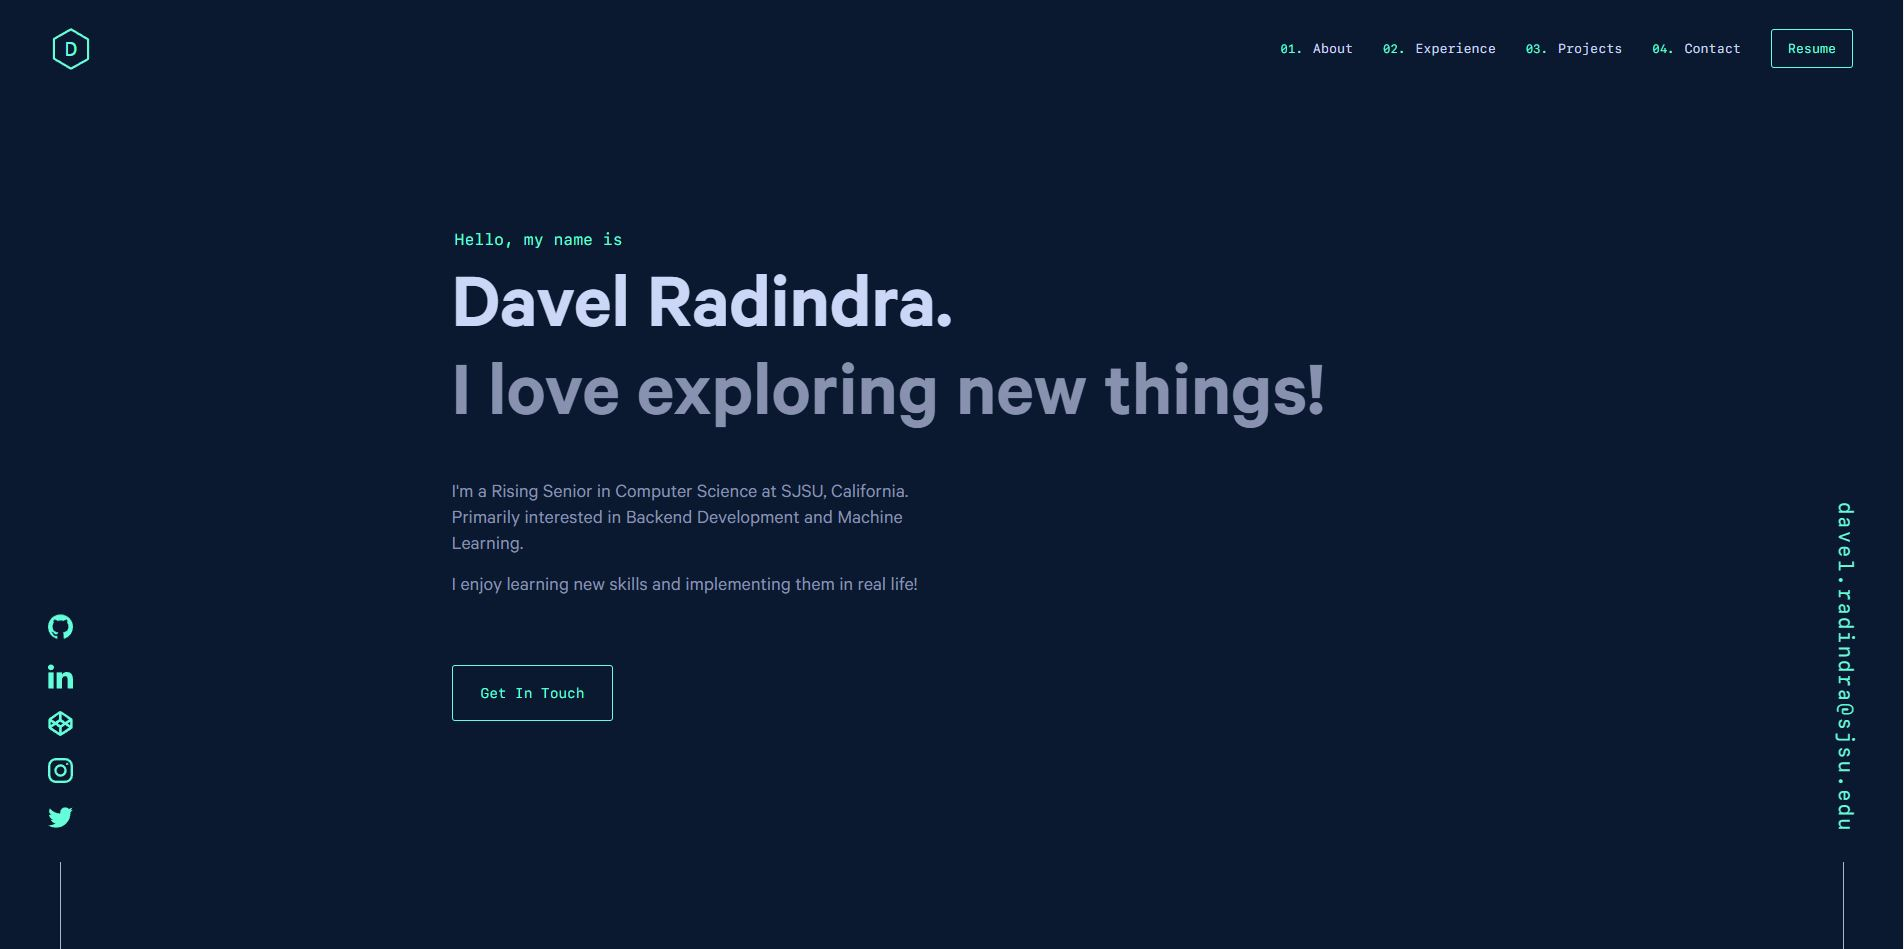 D
01. About 02. Experience 03. Projects 04. Contact Resume
Hello, my name is
Davel Radindra.
I love exploring new things!
I'm a Rising Senior in Computer Science at SJSU, California.
Primarily interested in Backend Development and Machine
Learning.
I enjoy learning new skills and implementing them in real life!
Get In Touch
in
davel.radindra@sjsu.edu